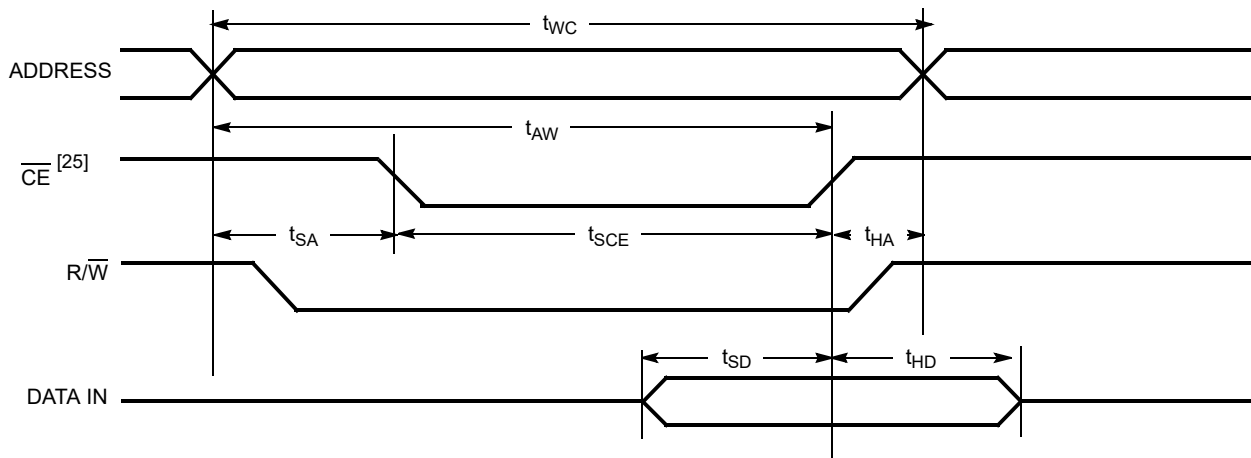 tWC
ADDRESS
tAW
CE [25]
tSA
tSCE
tHA
R/W
tSD
tHD
DATA IN